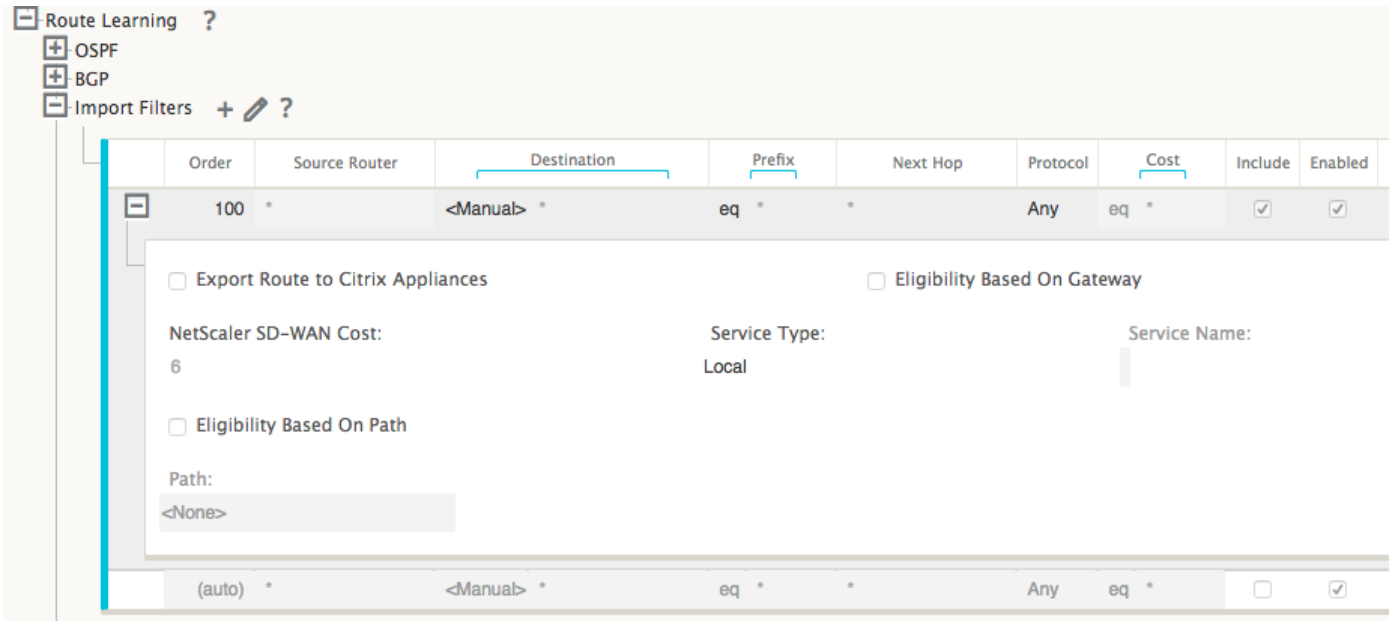 Route Learning ?
OSPF
BGP
Import Filters + ?
Order Source Router Destination Prefix Next Hop Protocol Cost Include Enabled
100 * <Manual> * eq * * Any eq *
Export Route to Citrix Appliances Eligibility Based On Gateway
NetScaler SD-WAN Cost: Service Type: Service Name:
6 Local
Eligibility Based On Path
Path:
<None>
(auto) * <Manual> * eq * * Any eq *